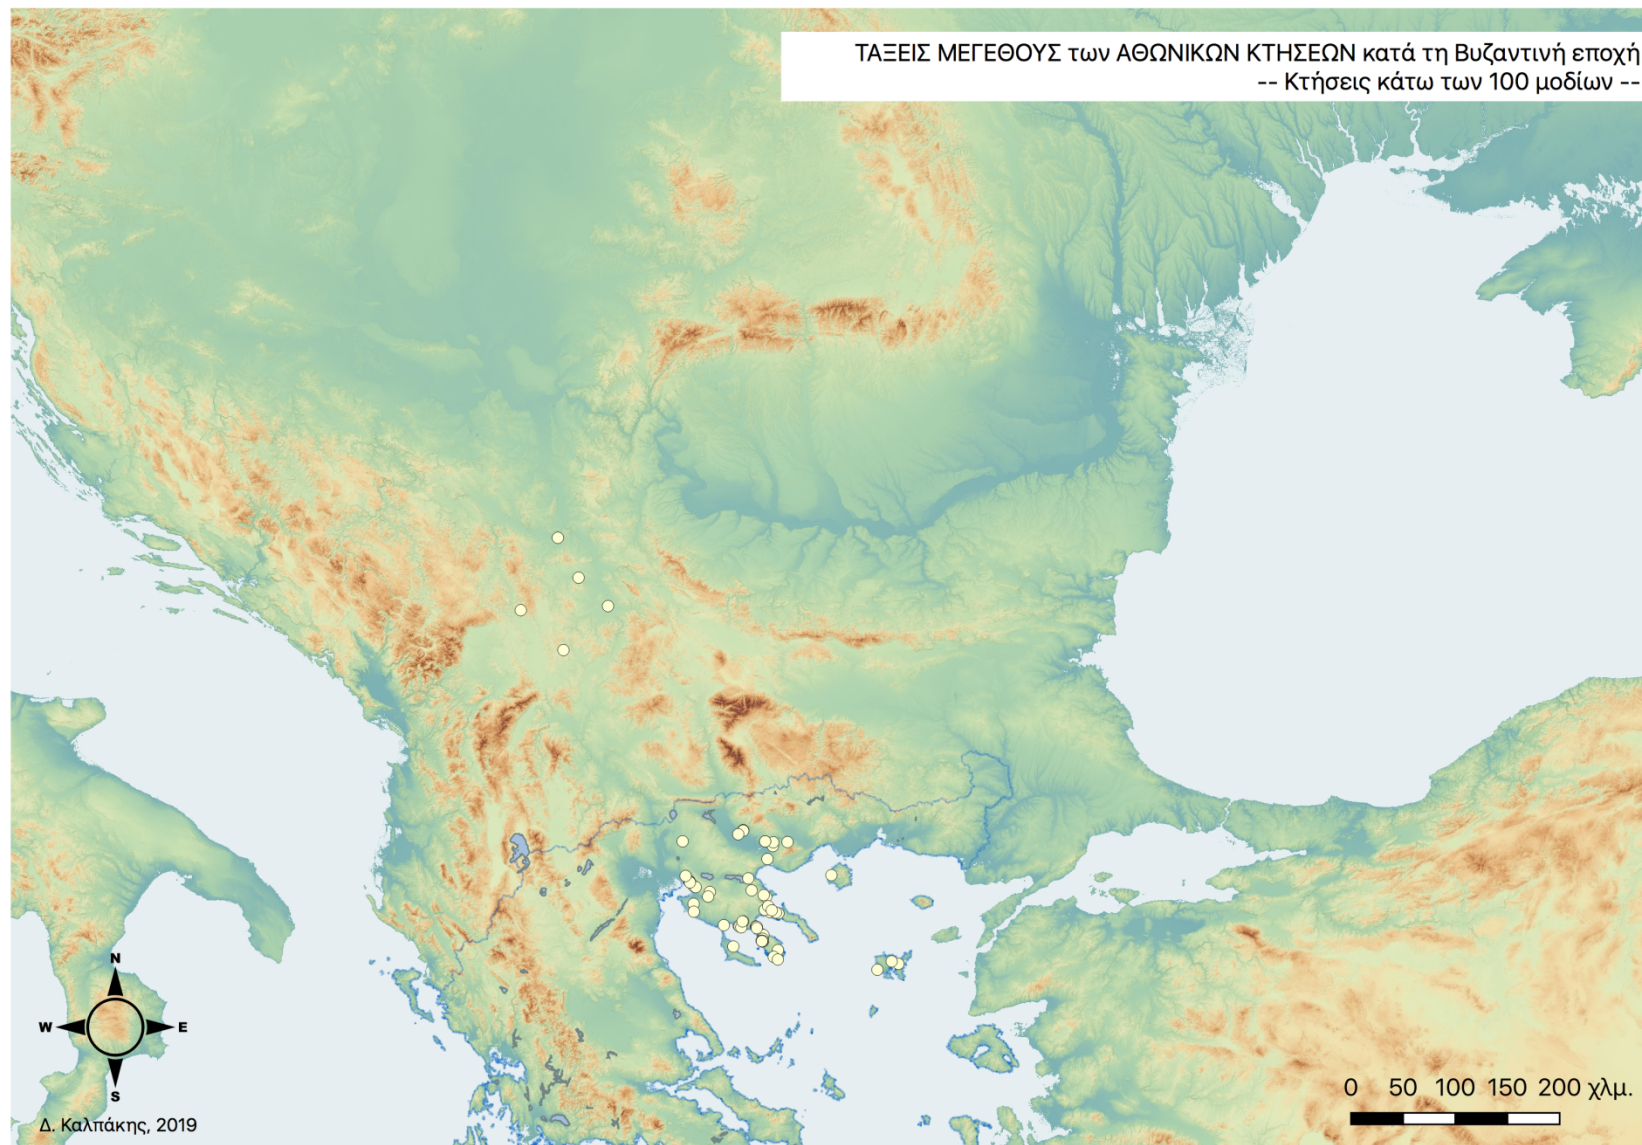 ΤΑΞΕΙΣ ΜΕΓΕΘΟΥΣ των ΑΘΩΝΙΚΩΝ ΚΤΗΣΕΩΝ κατά τη Βυζαντινή εποχή
-- Κτήσεις κάτω των 100 μοδίων --
N
W E
S
0 50 100 150 200 χλμ.
Δ. Καλπάκης, 2019